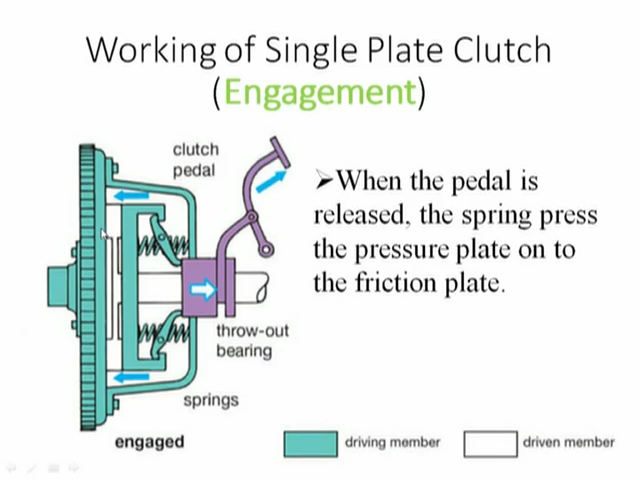 Working of Single Plate Clutch
(Engagement)
clutch
pedal
➢When the pedal is
released, the spring press
the pressure plate on to
the friction plate.
throw-out
bearing
springs
engaged
driving member
driven member